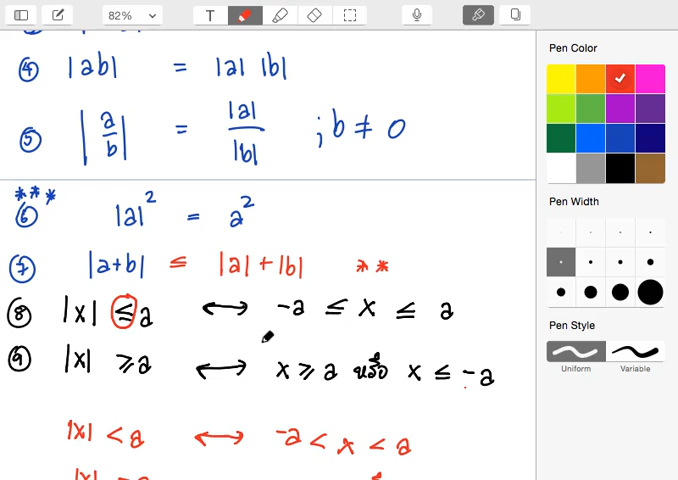 82%
T
④ |ab| = |a| |b|
⑤ |a/b| = |a|/|b| ; b ≠ 0
***
⑥ |a|² = a²
⑦ |a+b| ≤ |a| + |b| **
⑧ |x| ≤ a ⟷ -a ≤ x ≤ a
⑨ |x| ≥ a ⟷ x ≥ a หรือ x ≤ -a
|x| < a ⟷ -a < x < a
Pen Color
Pen Width
Pen Style
Uniform
Variable